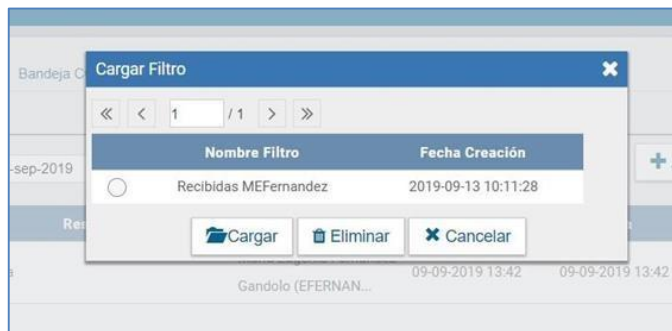 Bandeja C
Cargar Filtro
1 / 1
Nombre Filtro Fecha Creación
-sep-2019
Recibidas MEFernandez 2019-09-13 10:11:28
Cargar Eliminar Cancelar
09-09-2019 13:42 09-09-2019 13:42
Gandolo (EFERNAN...